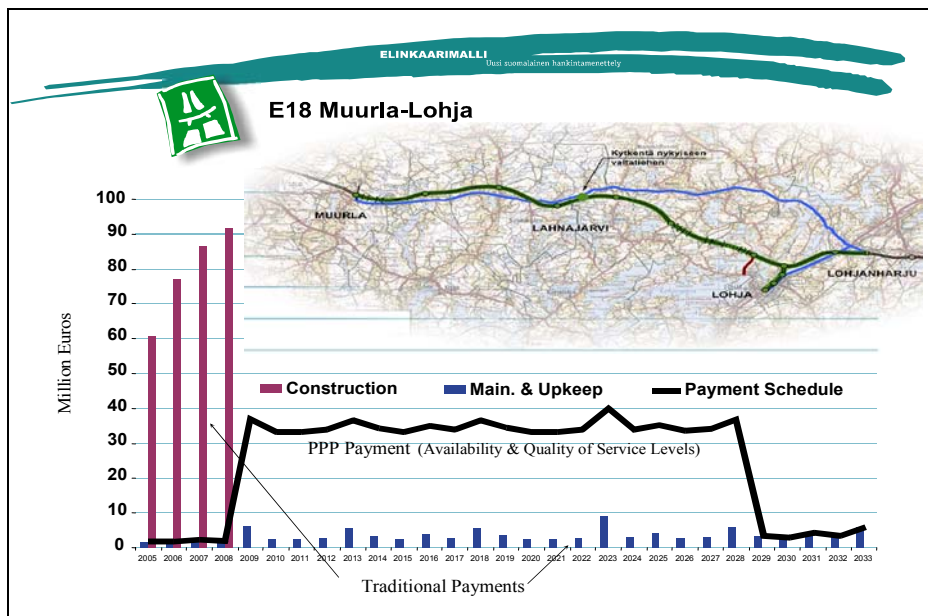 ELINKAARIMALLI
Uusi suomalainen hankintamenettely
E18 Muurla-Lohja
Kytkentä nykyiseen
valtatiehen
MUURLA
LAHNAJÄRVI
LOHJANHARJU
LOHJA
100
90
80
70
60
50
40
30
20
10
0
Million Euros
Construction
Main. & Upkeep
Payment Schedule
PPP Payment (Availability & Quality of Service Levels)
2005 2006 2007 2008 2009 2010 2011 2012 2013 2014 2015 2016 2017 2018 2019 2020 2021 2022 2023 2024 2025 2026 2027 2028 2029 2030 2031 2032 2033
Traditional Payments